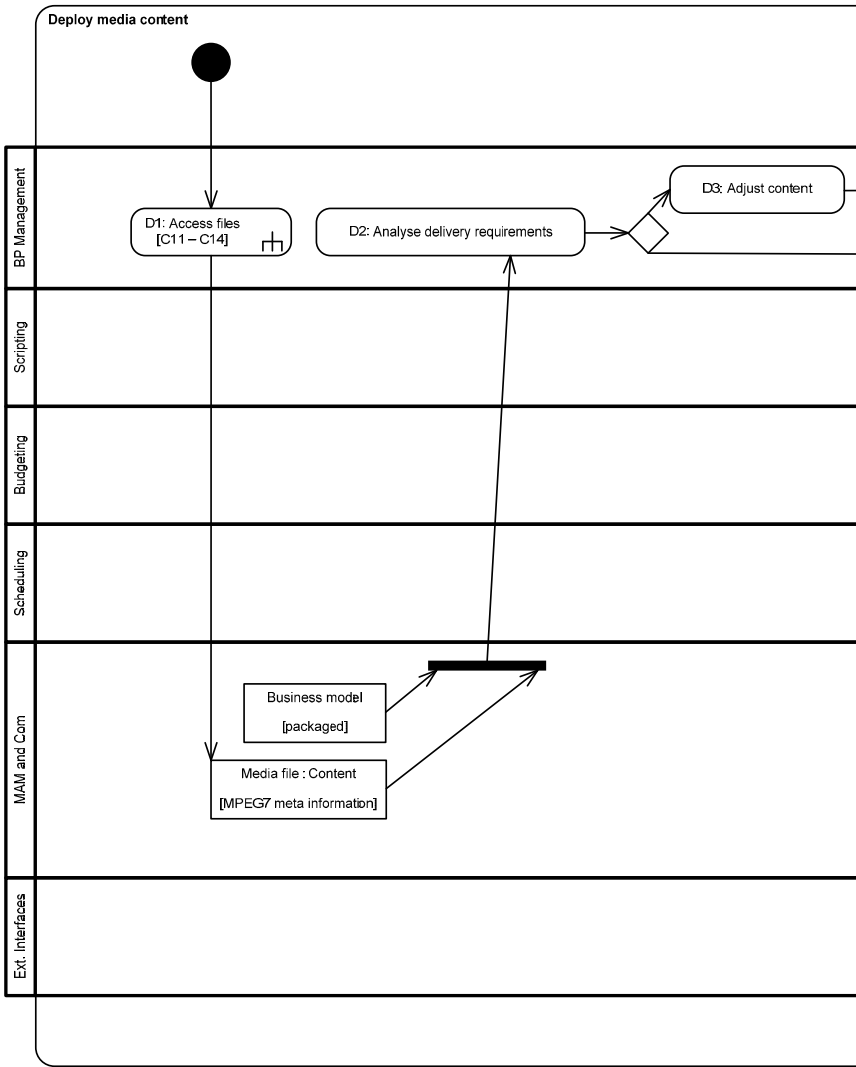 Deploy media content
BP Management
D1: Access files
[C11 – C14]
D2: Analyse delivery requirements
D3: Adjust content
Scripting
Budgeting
Scheduling
MAM and Com
Business model
[packaged]
Media file : Content
[MPEG7 meta information]
Ext. Interfaces